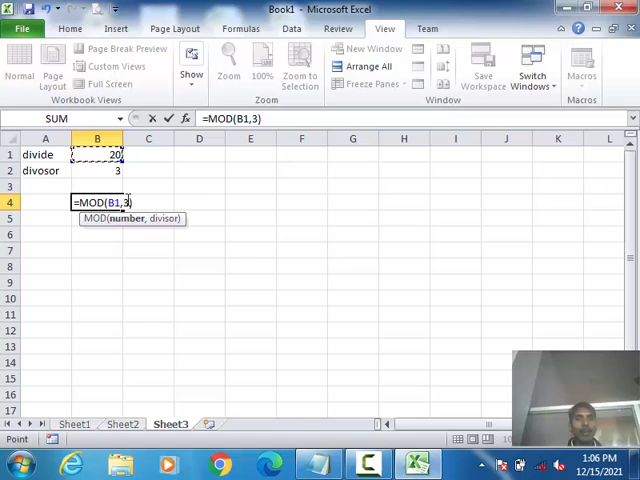 Book1 - Microsoft Excel
File Home Insert Page Layout Formulas Data Review View Team
Normal
Page Layout
Page Break Preview
Custom Views
Full Screen
Workbook Views
Show
Zoom
100%
Zoom to Selection
Zoom
New Window
Arrange All
Freeze Panes
Save Workspace
Switch Windows
Window
Macros
Macros
SUM fx =MOD(B1,3)
A B C D E F G H I J K L
1 divide 20
2 divosor 3
3
4 =MOD(B1,3)
MOD(number, divisor)
5
6
7
8
9
10
11
12
13
14
15
16
17
Sheet1 Sheet2 Sheet3
Point
1:06 PM
12/15/2021